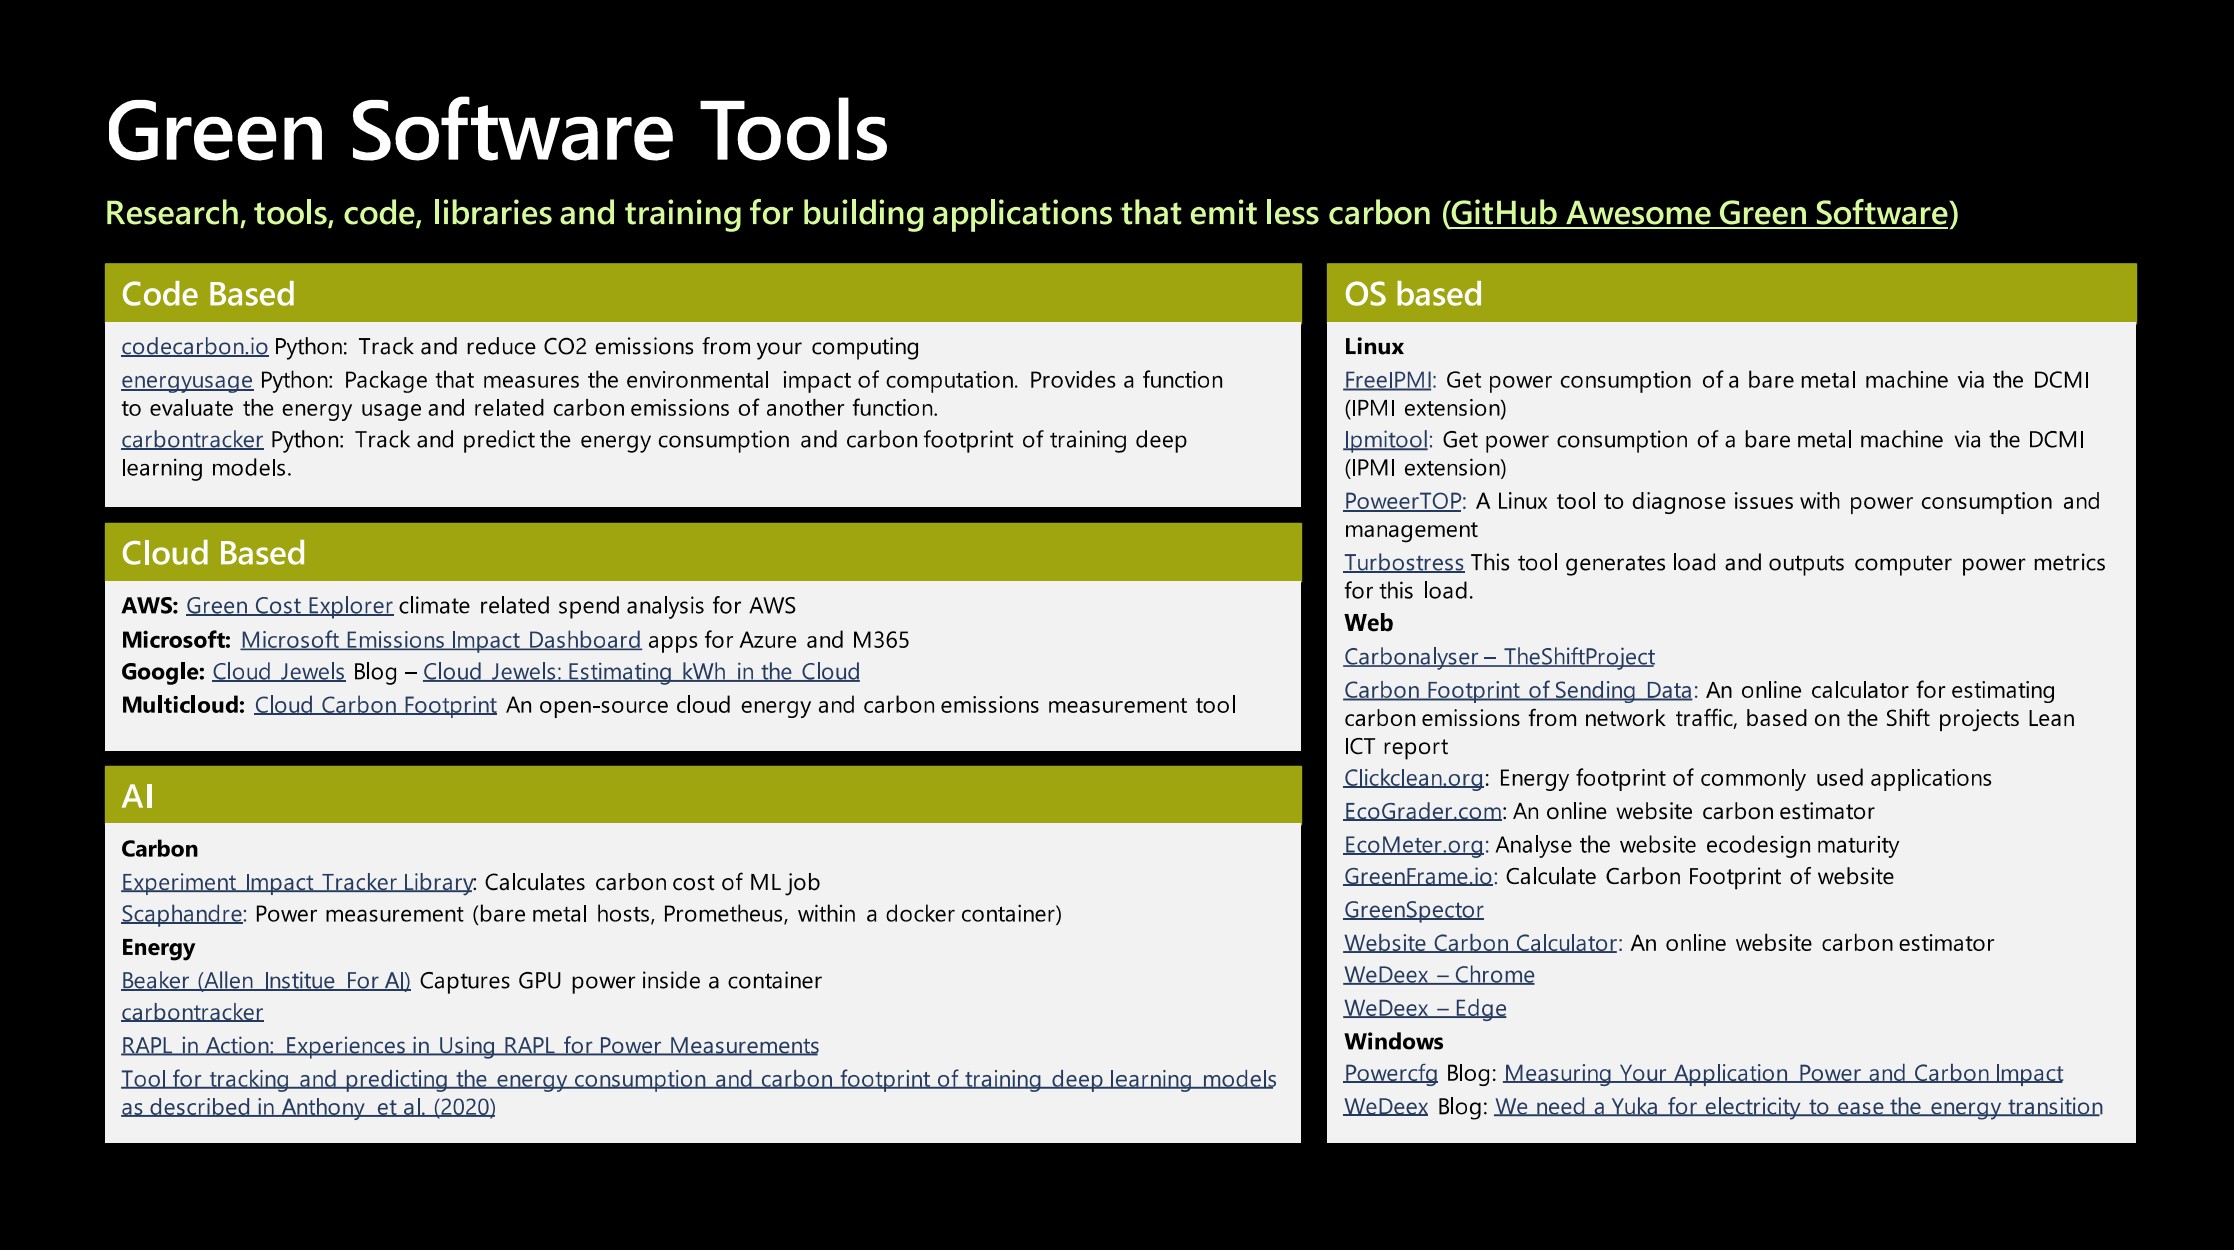 Green Software Tools
Research, tools, code, libraries and training for building applications that emit less carbon (GitHub Awesome Green Software)
Code Based
codecarbon.io Python: Track and reduce CO2 emissions from your computing
energyusage Python: Package that measures the environmental impact of computation. Provides a function
to evaluate the energy usage and related carbon emissions of another function.
carbontracker Python: Track and predict the energy consumption and carbon footprint of training deep
learning models.
Cloud Based
AWS: Green Cost Explorer climate related spend analysis for AWS
Microsoft: Microsoft Emissions Impact Dashboard apps for Azure and M365
Google: Cloud Jewels Blog – Cloud Jewels: Estimating kWh in the Cloud
Multicloud: Cloud Carbon Footprint An open-source cloud energy and carbon emissions measurement tool
AI
Carbon
Experiment Impact Tracker Library: Calculates carbon cost of ML job
Scaphandre: Power measurement (bare metal hosts, Prometheus, within a docker container)
Energy
Beaker (Allen Institue For AI) Captures GPU power inside a container
carbontracker
RAPL in Action: Experiences in Using RAPL for Power Measurements
Tool for tracking and predicting the energy consumption and carbon footprint of training deep learning models
as described in Anthony et al. (2020)
OS based
Linux
FreeIPMI: Get power consumption of a bare metal machine via the DCMI
(IPMI extension)
Ipmitool: Get power consumption of a bare metal machine via the DCMI
(IPMI extension)
PoweerTOP: A Linux tool to diagnose issues with power consumption and
management
Turbostress This tool generates load and outputs computer power metrics
for this load.
Web
Carbonalyser – TheShiftProject
Carbon Footprint of Sending Data: An online calculator for estimating
carbon emissions from network traffic, based on the Shift projects Lean
ICT report
Clickclean.org: Energy footprint of commonly used applications
EcoGrader.com: An online website carbon estimator
EcoMeter.org: Analyse the website ecodesign maturity
GreenFrame.io: Calculate Carbon Footprint of website
GreenSpector
Website Carbon Calculator: An online website carbon estimator
WeDeex – Chrome
WeDeex – Edge
Windows
Powercfg Blog: Measuring Your Application Power and Carbon Impact
WeDeex Blog: We need a Yuka for electricity to ease the energy transition